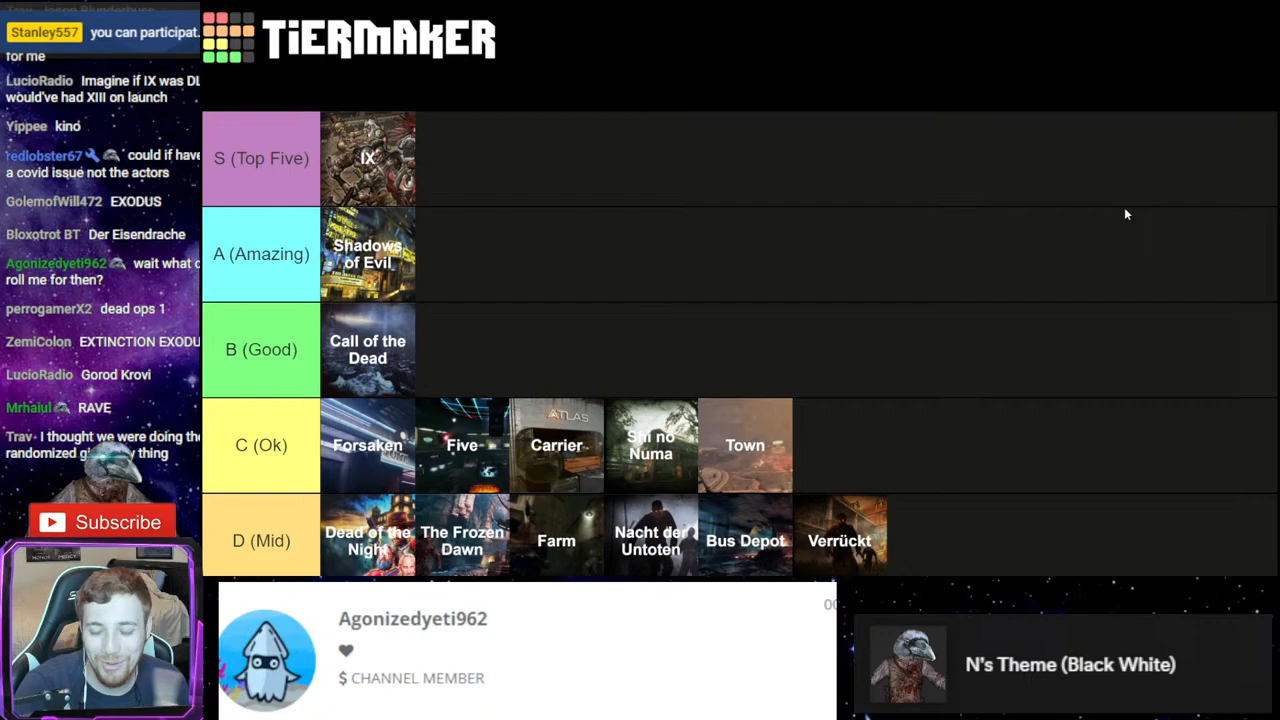 Trav Jason Blunderbuss
Stanley557 you can participat.
for me
LucioRadio Imagine if IX was DL
would've had XIII on launch
Yippee kino
redlobster67 could if have
a covid issue not the actors
GolemofWill472 EXODUS
Bloxotrot BT Der Eisendrache
Agonizedyeti962 wait what
roll me for then?
perrogamerX2 dead ops 1
ZemiColon EXTINCTION EXODU
LucioRadio Gorod Krovi
Mrhaiul RAVE
Trav I thought we were doing the
randomized thing
Subscribe
TIERMAKER
S (Top Five)
IX
A (Amazing)
Shadows
of Evil
B (Good)
Call of the
Dead
C (Ok)
Forsaken
Five
ATLAS
Carrier
Shi no
Numa
Town
D (Mid)
Dead of the
Night
The Frozen
Dawn
Farm
Nacht der
Untoten
Bus Depot
Verrückt
Agonizedyeti962
$ CHANNEL MEMBER
00
N's Theme (Black White)